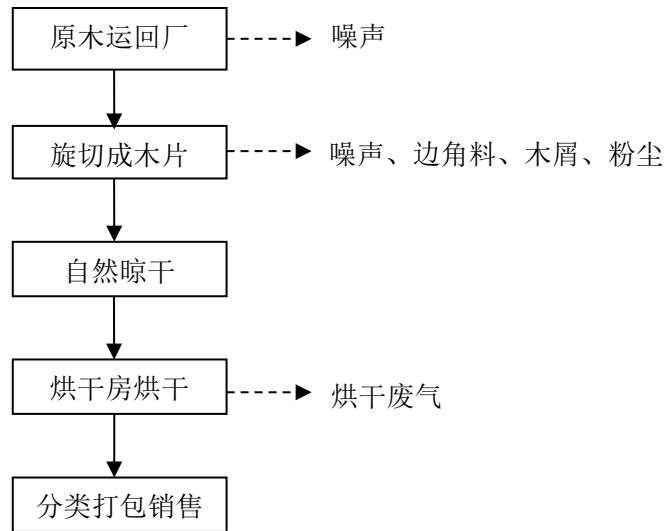 原木运回厂
噪声
旋切成木片
噪声、边角料、木屑、粉尘
自然晾干
烘干房烘干
烘干废气
分类打包销售